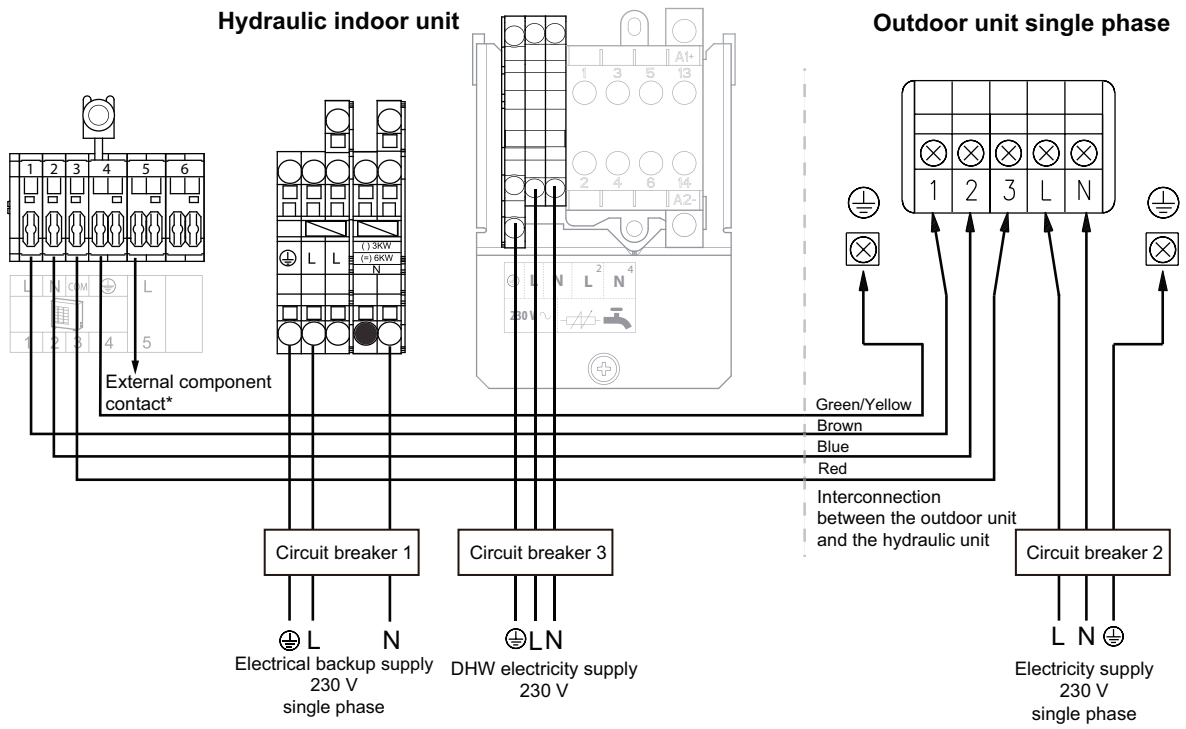 Hydraulic indoor unit
Outdoor unit single phase
A1+
1 3 5 13
2 4 6 14
A2-
1 2 3 4 5 6
L N COM L
1 2 3 4 5
L L
( ) 3KW
(=) 6KW
N
L N L 2 N 4
230 V ~
1 2 3 L N
External component
contact*
Green/Yellow
Brown
Blue
Red
Interconnection
between the outdoor unit
and the hydraulic unit
Circuit breaker 1
Circuit breaker 3
Circuit breaker 2
L N
Electrical backup supply
230 V
single phase
L N
DHW electricity supply
230 V
L N
Electricity supply
230 V
single phase